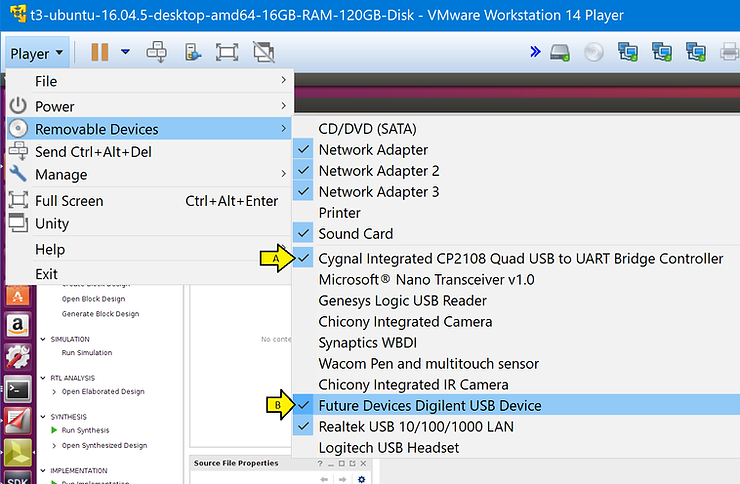 t3-ubuntu-16.04.5-desktop-amd64-16GB-RAM-120GB-Disk - VMware Workstation 14 Player
Player
File
Power
Removable Devices
Send Ctrl+Alt+Del
Manage
Full Screen Ctrl+Alt+Enter
Unity
Help
Exit
CD/DVD (SATA)
Network Adapter
Network Adapter 2
Network Adapter 3
Printer
Sound Card
A
Cygnal Integrated CP2108 Quad USB to UART Bridge Controller
Microsoft® Nano Transceiver v1.0
Genesys Logic USB Reader
Chicony Integrated Camera
Synaptics WBDI
Wacom Pen and multitouch sensor
Chicony Integrated IR Camera
B
Future Devices Digilent USB Device
Realtek USB 10/100/1000 LAN
Logitech USB Headset
Open Block Design
Generate Block Design
SIMULATION
Run Simulation
RTL ANALYSIS
Open Elaborated Design
SYNTHESIS
Run Synthesis
Open Synthesized Design
IMPLEMENTATION
No conte
Source File Properties
? _ □ X
SDK